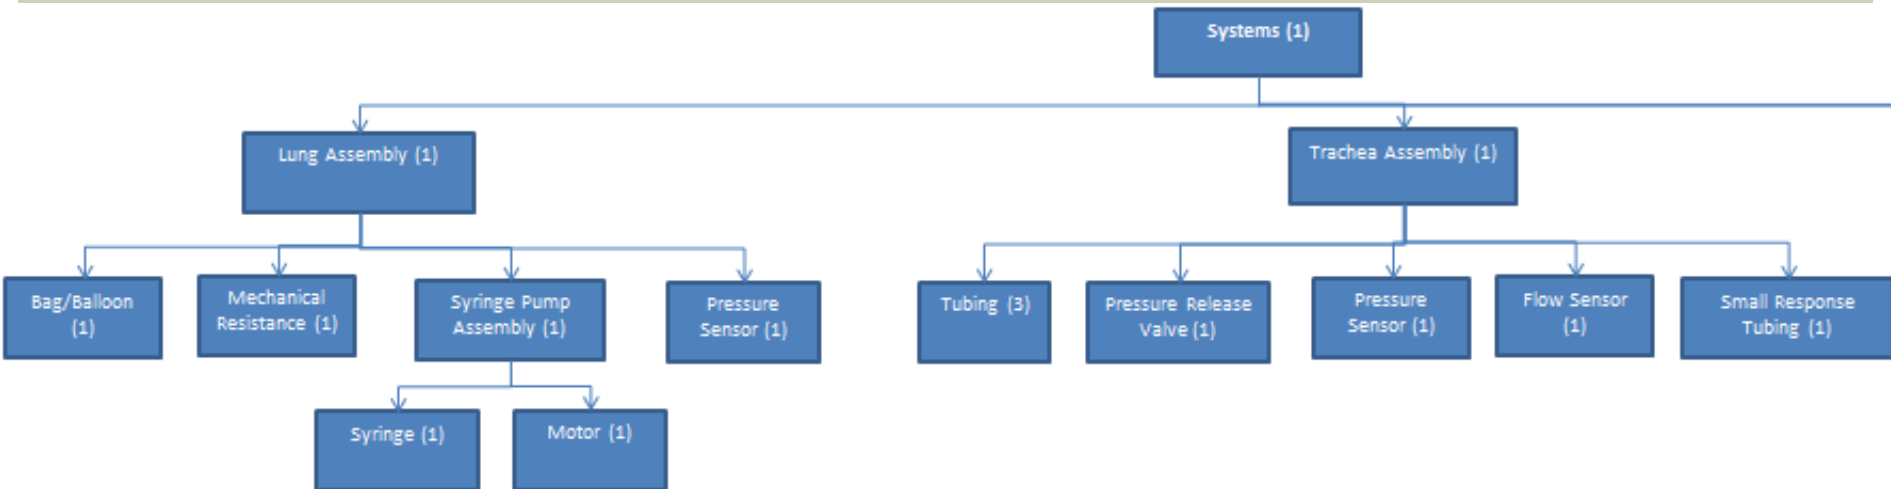 Systems (1)
Lung Assembly (1)
Trachea Assembly (1)
Bag/Balloon
(1)
Mechanical
Resistance (1)
Syringe Pump
Assembly (1)
Pressure
Sensor (1)
Tubing (3)
Pressure Release
Valve (1)
Pressure
Sensor (1)
Flow Sensor
(1)
Small Response
Tubing (1)
Syringe (1)
Motor (1)